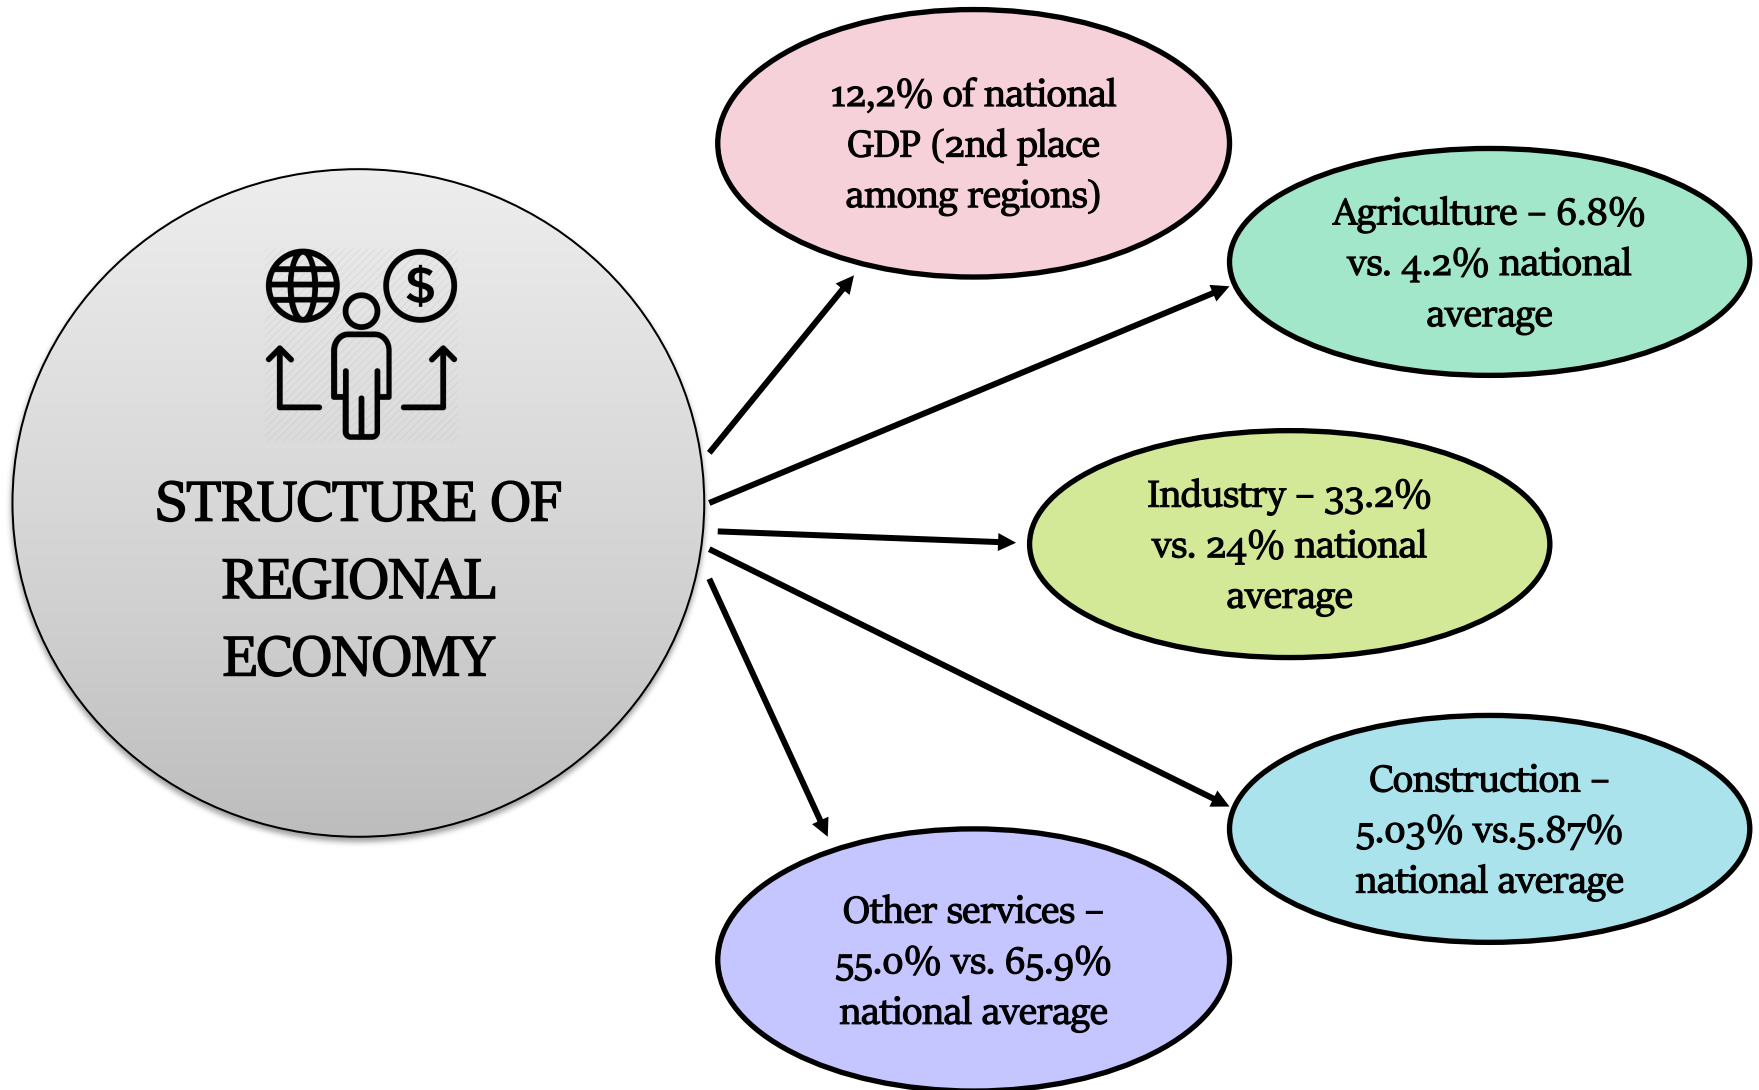 STRUCTURE OF
REGIONAL
ECONOMY
$
12,2% of national
GDP (2nd place
among regions)
Agriculture – 6.8%
vs. 4.2% national
average
Industry – 33.2%
vs. 24% national
average
Construction –
5.03% vs.5.87%
national average
Other services –
55.0% vs. 65.9%
national average